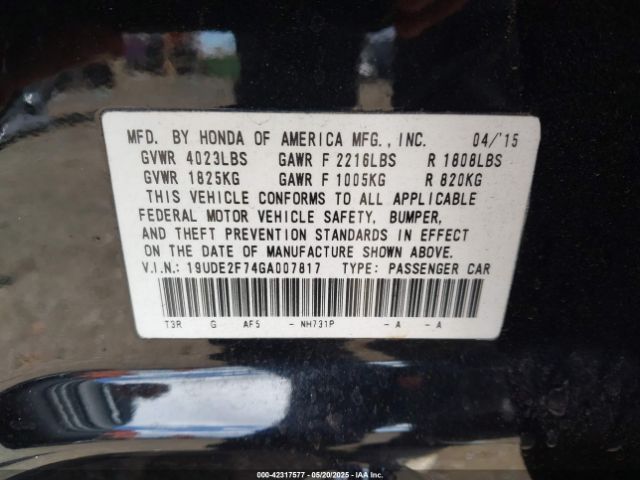 MFD. BY HONDA OF AMERICA MFG., INC. 04/'15
GVWR 4023LBS GAWR F 2216LBS R 1808LBS
GVWR 1825KG GAWR F 1005KG R 820KG
THIS VEHICLE CONFORMS TO ALL APPLICABLE
FEDERAL MOTOR VEHICLE SAFETY, BUMPER,
AND THEFT PREVENTION STANDARDS IN EFFECT
ON THE DATE OF MANUFACTURE SHOWN ABOVE.
V.I.N.: 19UDE2F74GA007817 TYPE: PASSENGER CAR
T3R G AF5 - NH731P - A - A
000-42317577 — 05/20/2025 — IAA Inc.